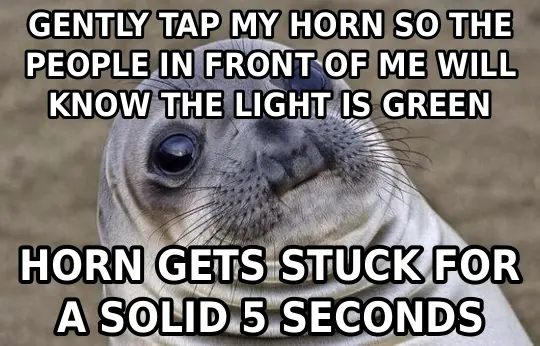 GENTLY TAP MY HORN SO THE
PEOPLE IN FRONT OF ME WILL
KNOW THE LIGHT IS GREEN
HORN GETS STUCK FOR
A SOLID 5 SECONDS